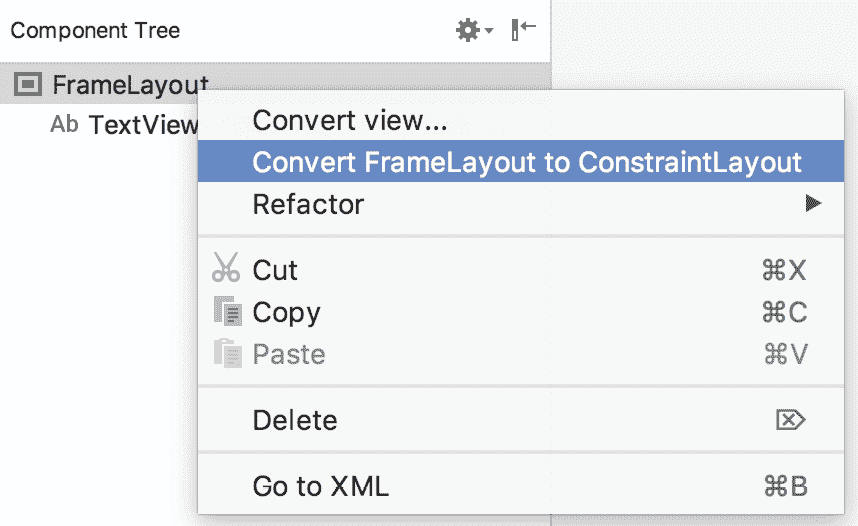 Component Tree
FrameLayout
Ab TextView
Convert view...
Convert FrameLayout to ConstraintLayout
Refactor
Cut ⌘X
Copy ⌘C
Paste ⌘V
Delete ⌦
Go to XML ⌘B